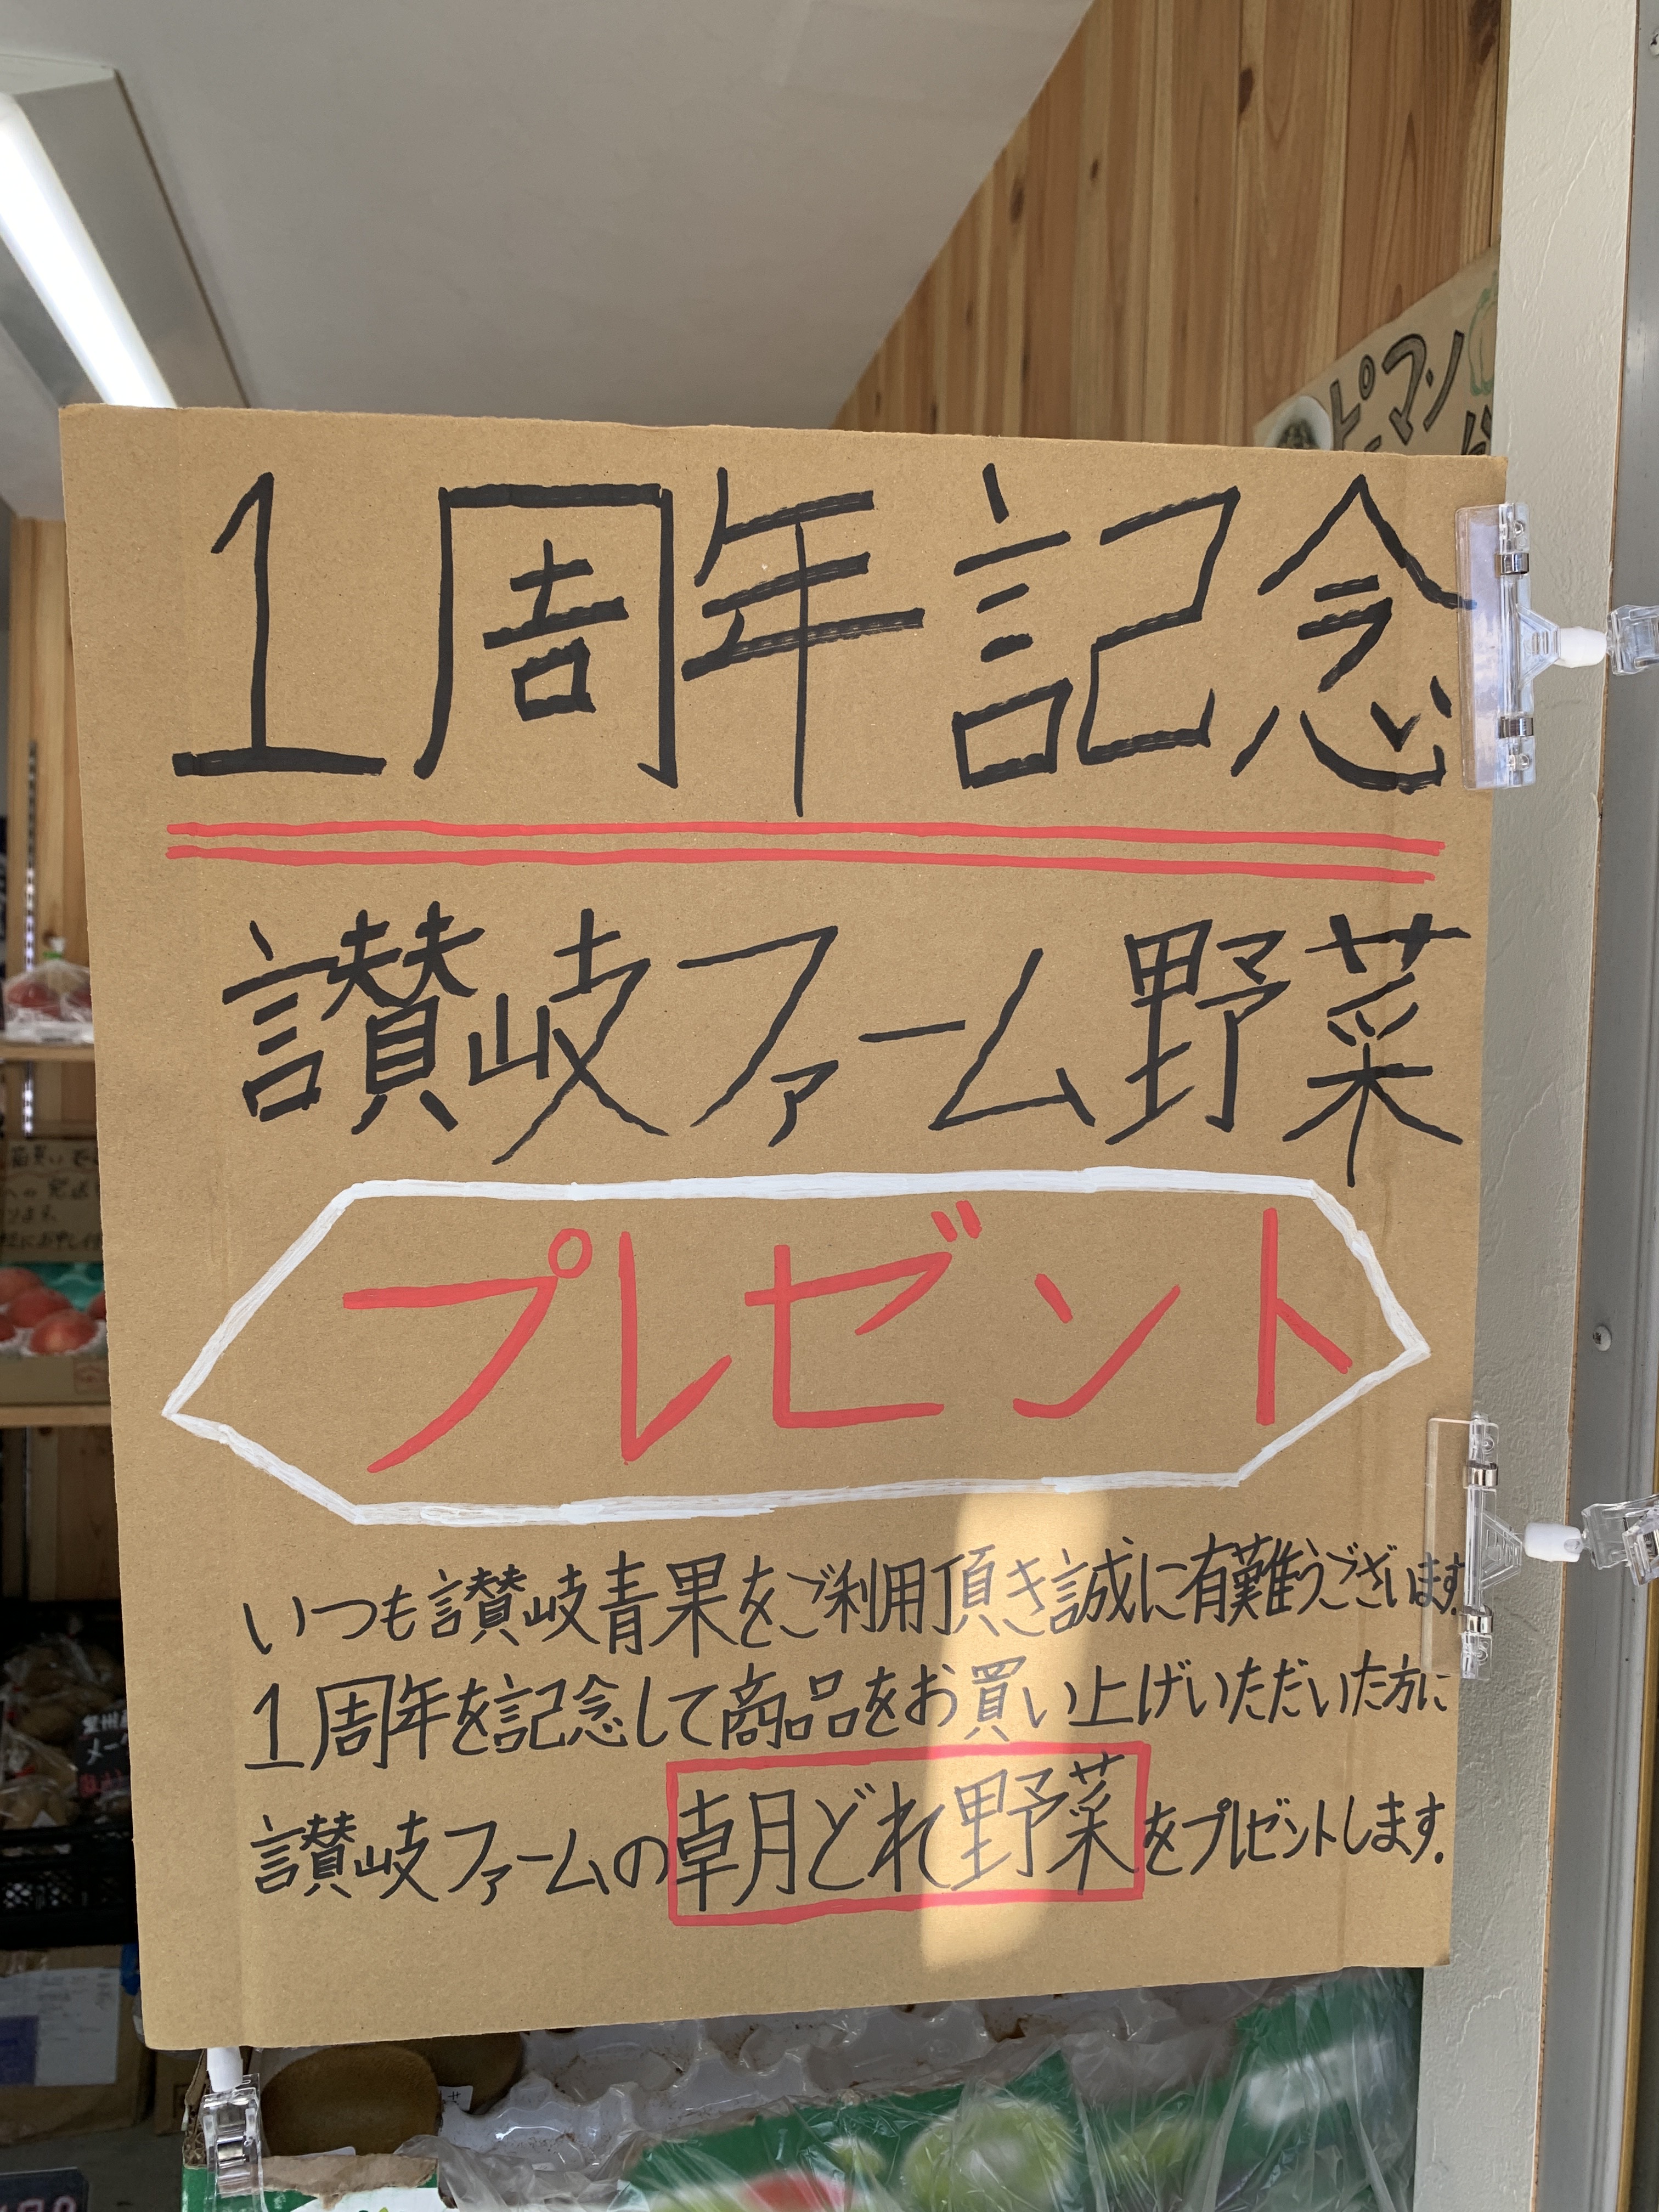 ピーマン
1周年記念
讃岐ファーム野菜
プレゼント
いつも讃岐青果をご利用頂き誠に有難うございます。
1周年を記念して商品をお買い上げいただいた方に
讃岐ファームの朝どれ野菜をプレゼントします。